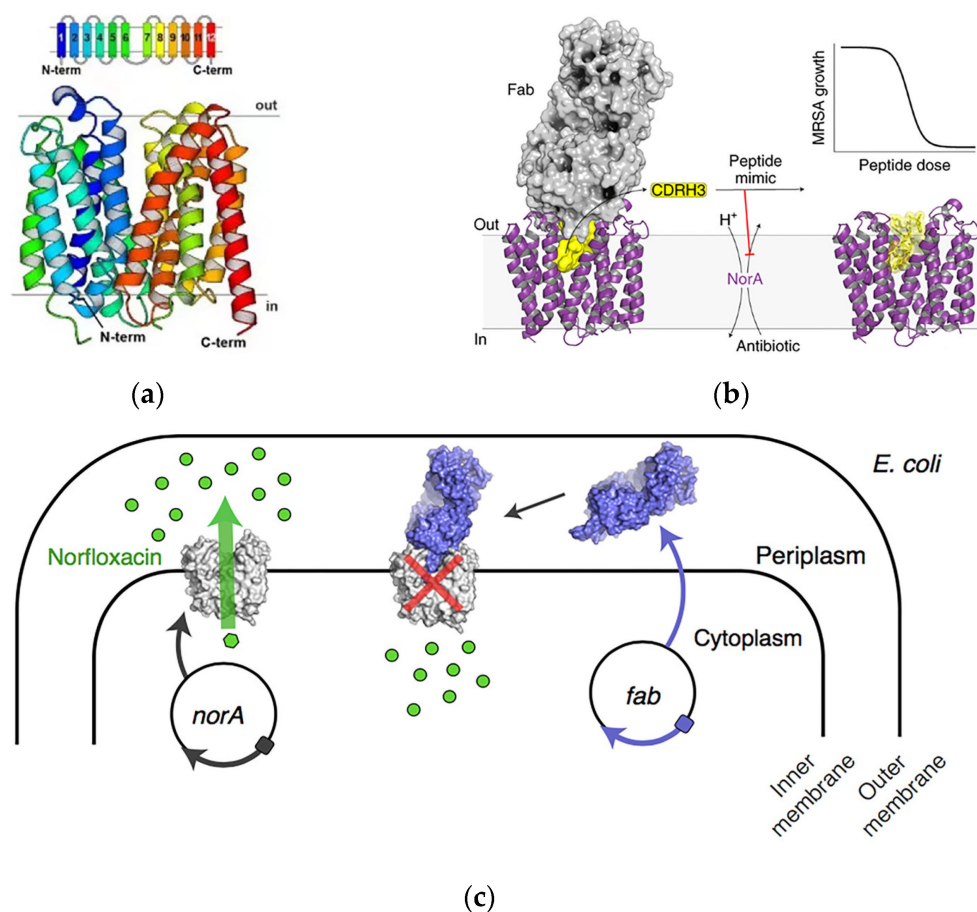 1 2 3 4 5 6 7 8 9 10 11 12
N-term C-term
out
in
N-term
C-term
(a)
Fab
CDRH3
Peptide
mimic
MRSA growth
Peptide dose
Out
H+
NorA
In
Antibiotic
(b)
E. coli
Norfloxacin
Periplasm
Cytoplasm
norA
fab
Inner
membrane
Outer
membrane
(c)